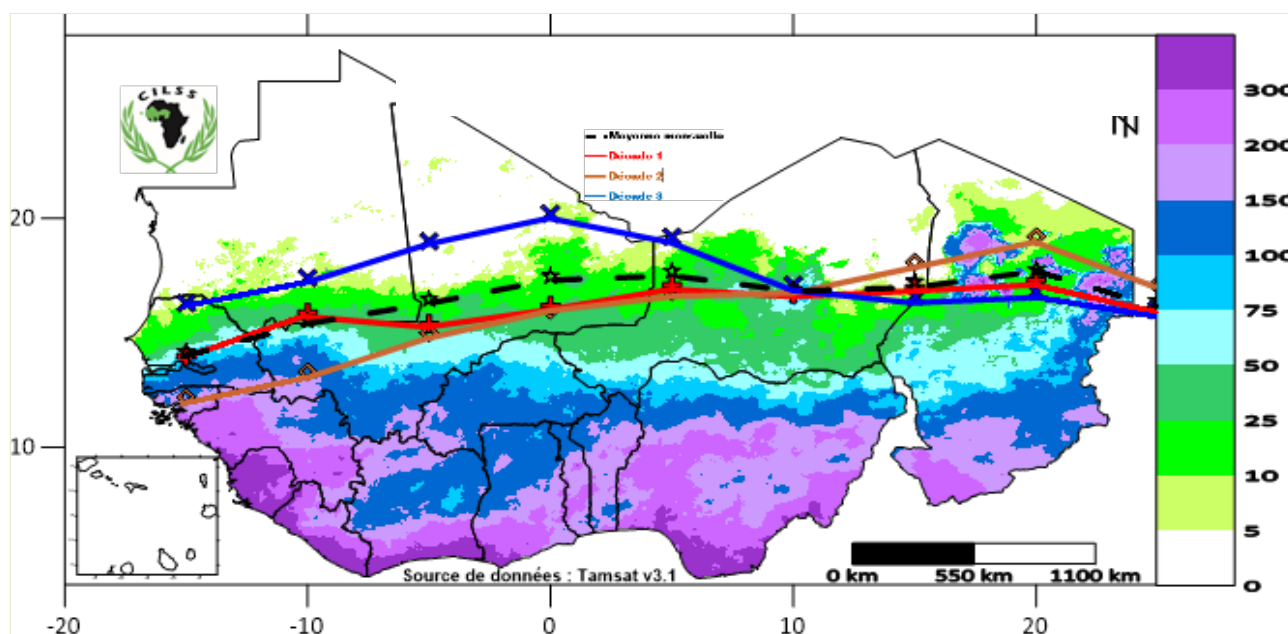 CILSS
N
Moyenne mensuelle
Décade 1
Décade 2
Décade 3
20
10
300
200
150
100
75
50
25
10
5
0
Source de données : Tamsat v3.1
0 km 550 km 1100 km
-20 -10 0 10 20